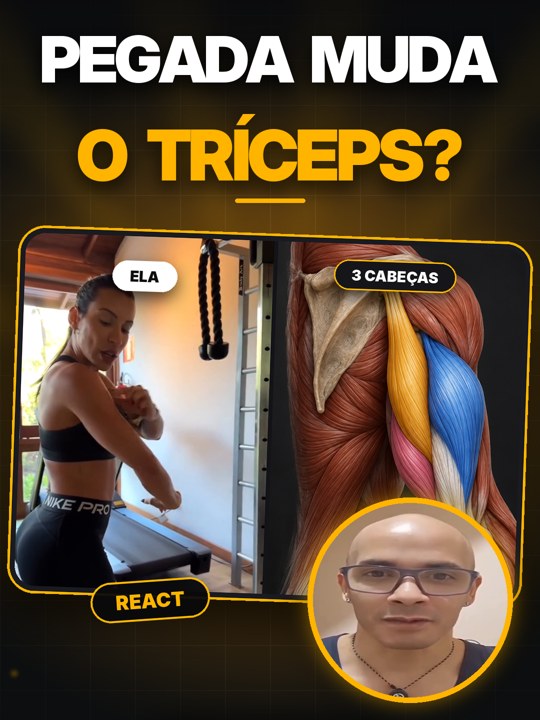 PEGADA MUDA
O TRÍCEPS?
ELA
3 CABEÇAS
NIKE PRO
REACT